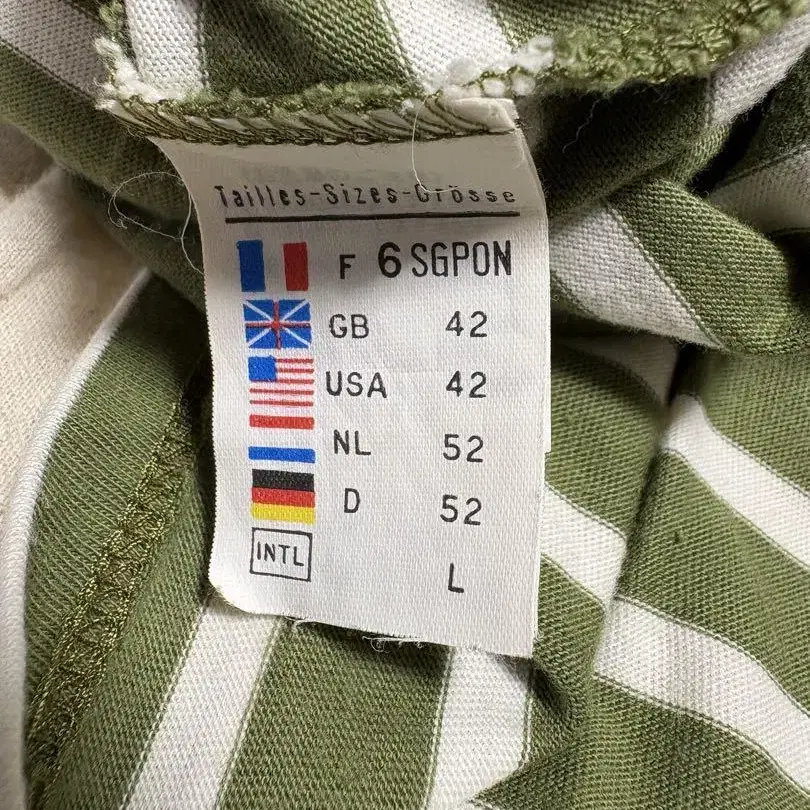 Tailles-Sizes-Grösse
F 6 SGPON
GB 42
USA 42
NL 52
D 52
INTL L